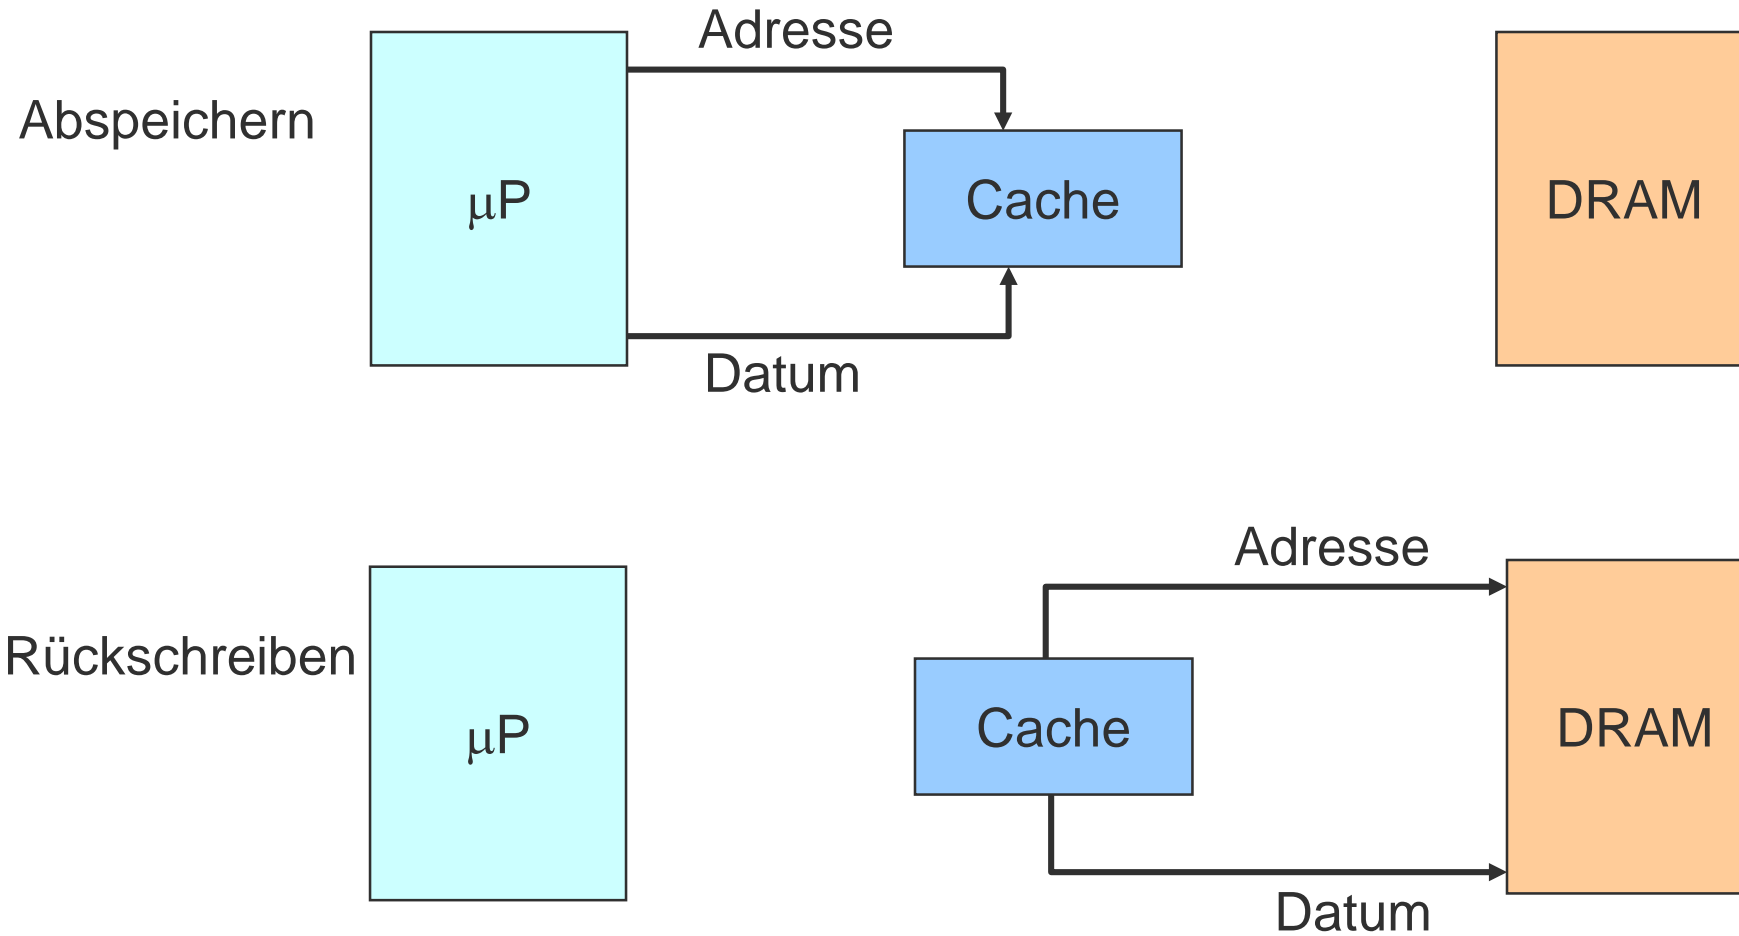 Adresse
Abspeichern
μP
Cache
DRAM
Datum
Adresse
Rückschreiben
μP
Cache
DRAM
Datum